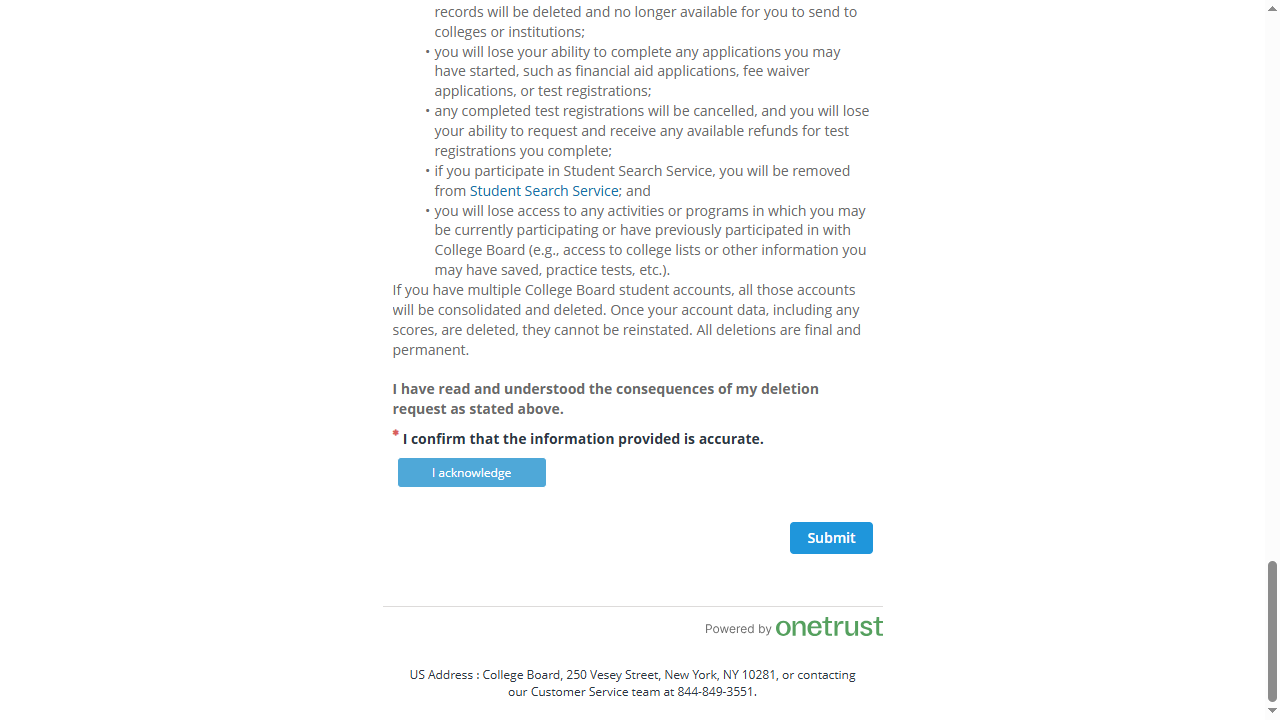 records will be deleted and no longer available for you to send to
colleges or institutions;
• you will lose your ability to complete any applications you may
have started, such as financial aid applications, fee waiver
applications, or test registrations;
• any completed test registrations will be cancelled, and you will lose
your ability to request and receive any available refunds for test
registrations you complete;
• if you participate in Student Search Service, you will be removed
from Student Search Service; and
• you will lose access to any activities or programs in which you may
be currently participating or have previously participated in with
College Board (e.g., access to college lists or other information you
may have saved, practice tests, etc.).
If you have multiple College Board student accounts, all those accounts
will be consolidated and deleted. Once your account data, including any
scores, are deleted, they cannot be reinstated. All deletions are final and
permanent.
I have read and understood the consequences of my deletion
request as stated above.
* I confirm that the information provided is accurate.
I acknowledge
Submit
Powered by onetrust
US Address : College Board, 250 Vesey Street, New York, NY 10281, or contacting
our Customer Service team at 844-849-3551.